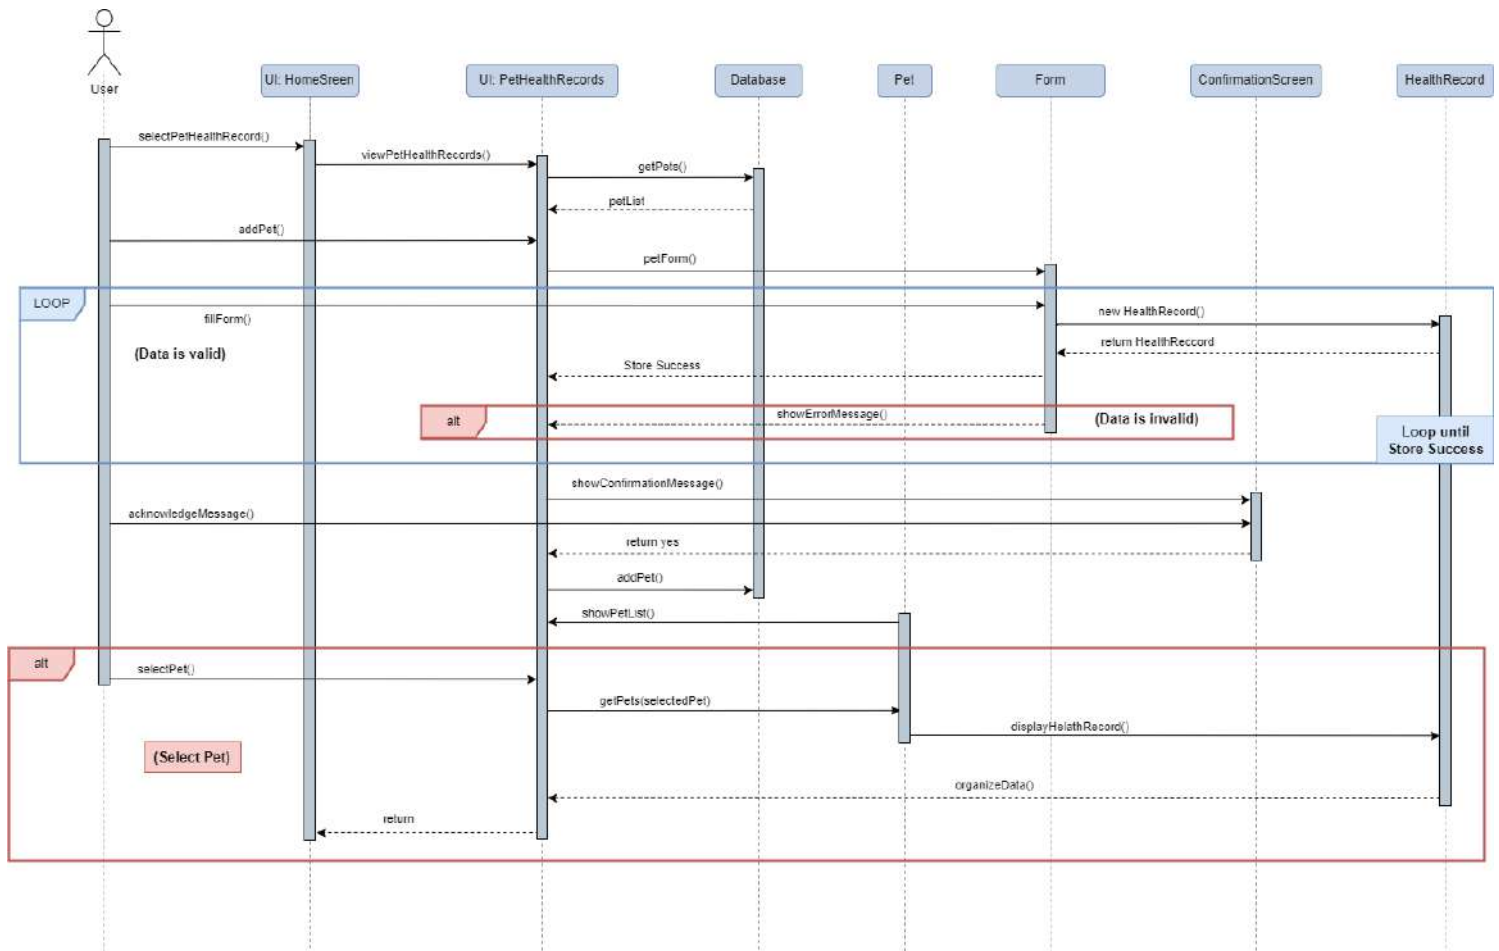 User
UI: HomeSreen
UI: PetHealthRecords
Database
Pet
Form
ConfirmationScreen
HealthRecord
selectPetHealthRecord()
viewPetHealthRecords()
getPets()
petList
addPet()
petForm()
LOOP
fillForm()
new HealthRecord()
return HealthReccord
(Data is valid)
Store Success
alt
showErrorMessage()
(Data is invalid)
Loop until
Store Success
showConfirmationMessage()
acknowledgeMessage()
return yes
addPet()
showPetList()
alt
selectPet()
getPets(selectedPet)
displayHelathRecord()
(Select Pet)
organizeData()
return